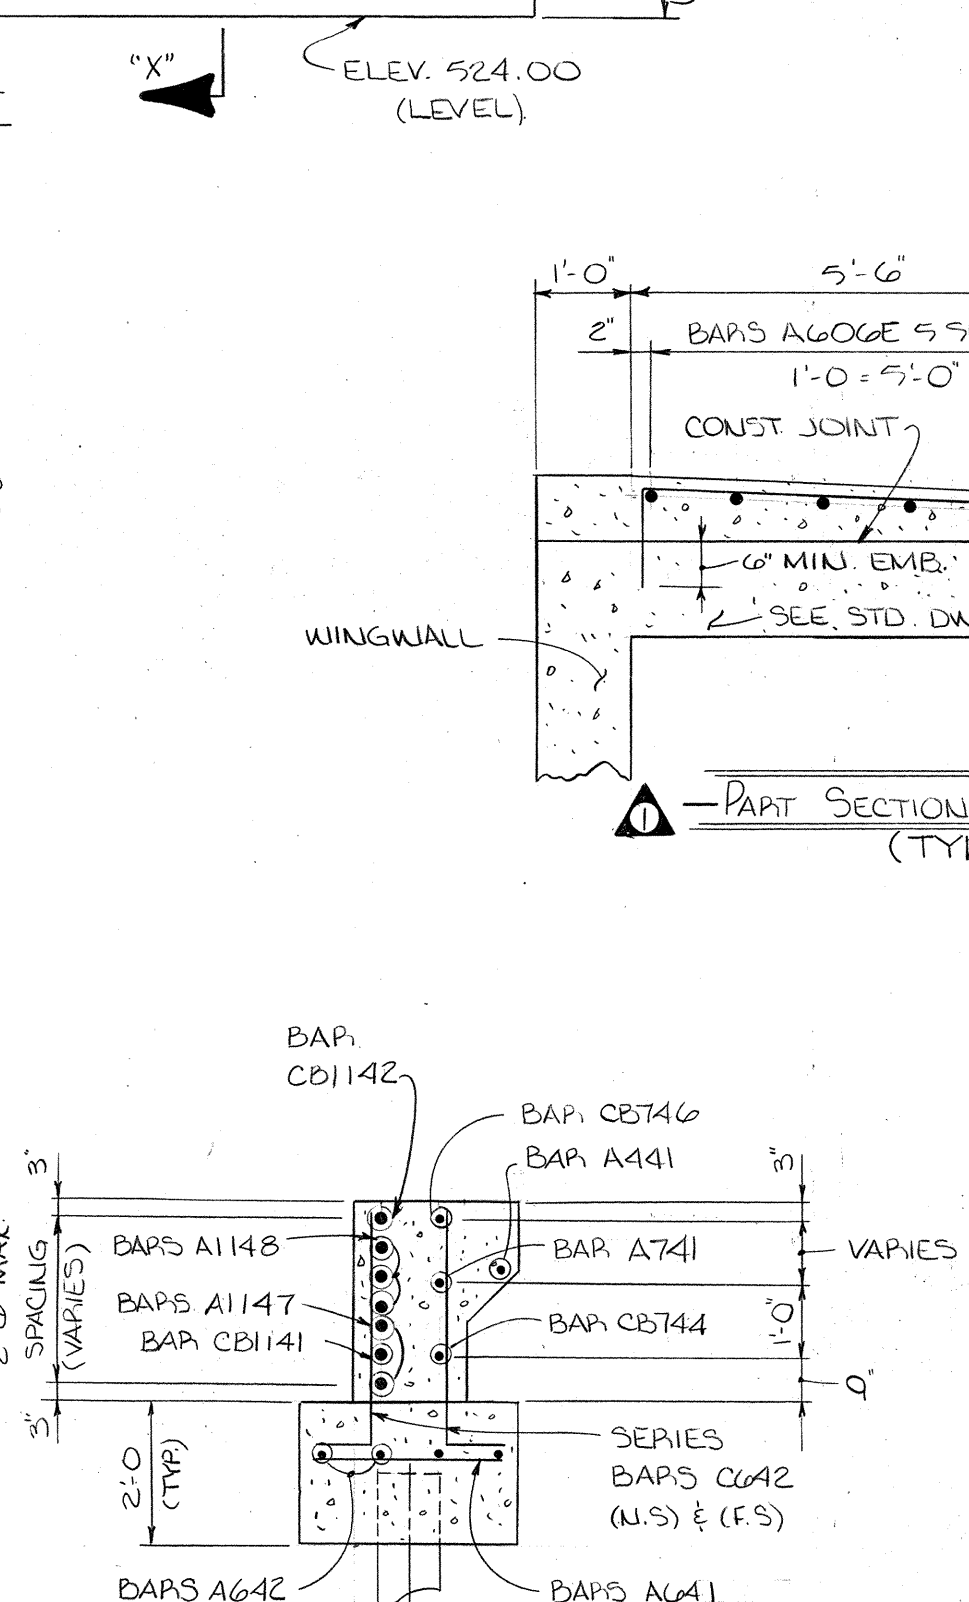 "X"
ELEV. 524.00
(LEVEL)
1'-0"
5'-6"
2"
BARS A606E 5
1'-0 = 5'-0"
CONST. JOINT
6" MIN. EMB.
SEE STD.
WINGWALL
1
PART SECTION
BAR
CB1142
BAR CB746
BAR A441
3"
3"
BARS A1148
BAR A741
VARIES
SPACING
(VARIES)
BARS A1147
1'-0"
BAR CB744
BAR CB1141
9"
3"
SERIES
BARS C642
(N.S) & (F.S)
2'-0
(TYP.)
BARS A642
BARS A641